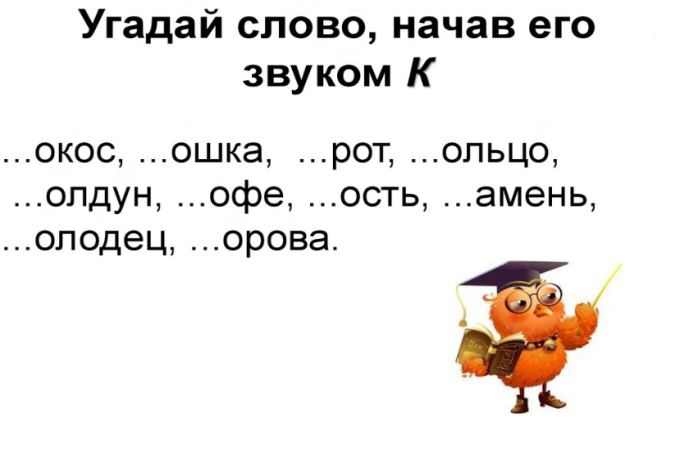 Угадай слово, начав его
звуком К
...окос, ...ошка, ...рот, ...ольцо,
...олдун, ...офе, ...ость, ...амень,
...олодец, ...орова.